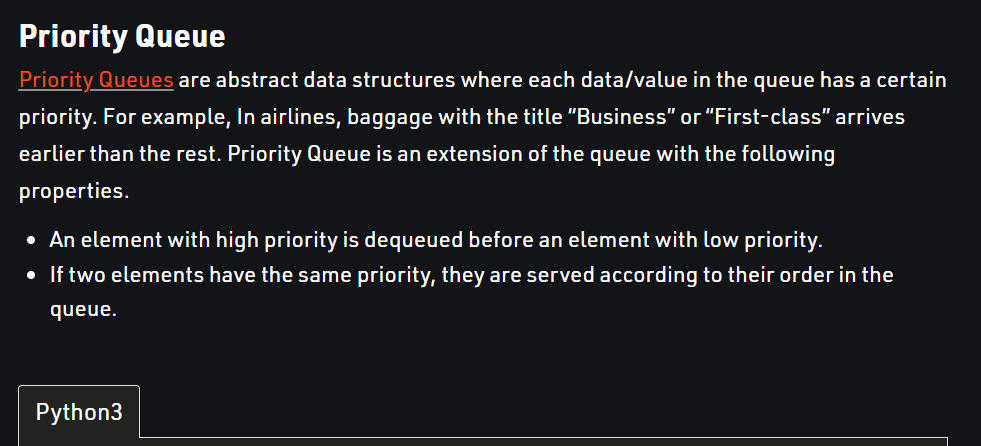 Priority Queue
Priority Queues are abstract data structures where each data/value in the queue has a certain
priority. For example, In airlines, baggage with the title “Business” or “First-class” arrives
earlier than the rest. Priority Queue is an extension of the queue with the following
properties.
• An element with high priority is dequeued before an element with low priority.
• If two elements have the same priority, they are served according to their order in the
queue.
Python3